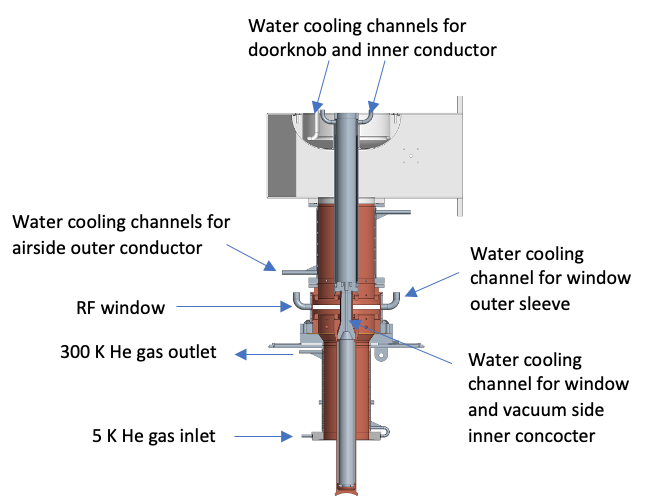 Water cooling channels for
doorknob and inner conductor
Water cooling channels for
airside outer conductor
Water cooling
channel for window
outer sleeve
RF window
300 K He gas outlet
Water cooling
channel for window
and vacuum side
inner concocter
5 K He gas inlet